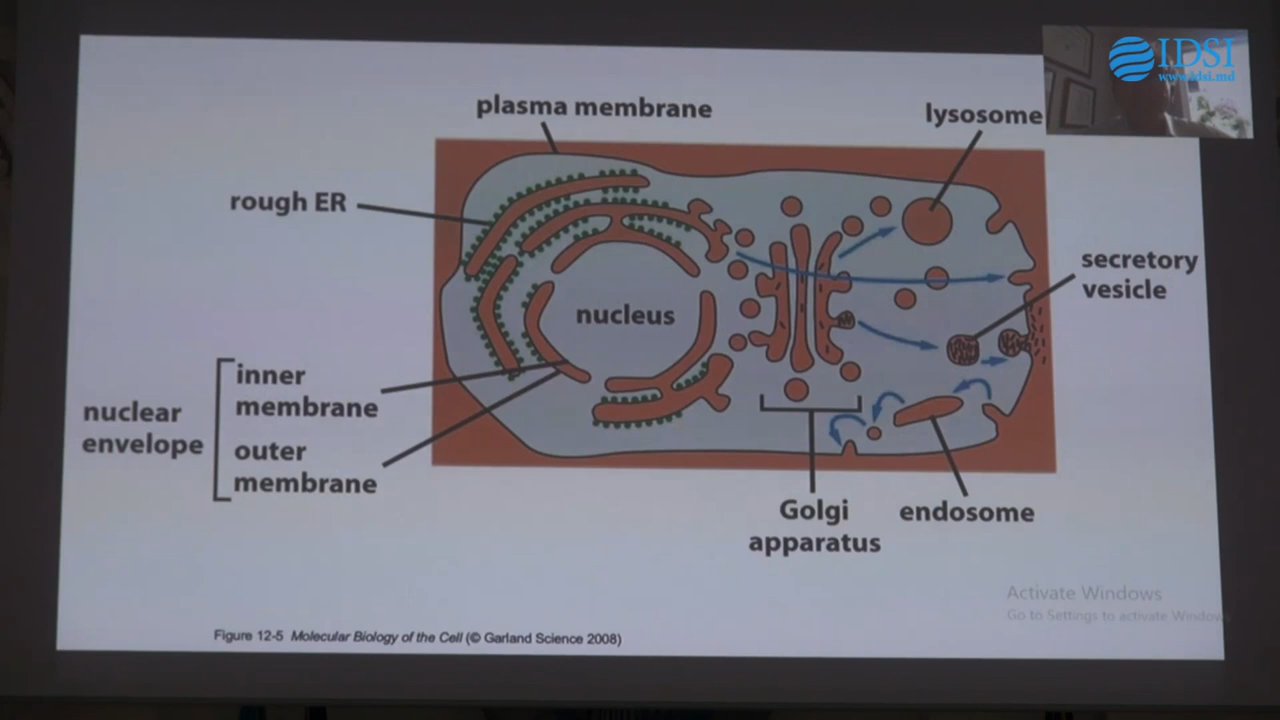 IDSI
www.idsi.md
plasma membrane
lysosome
rough ER
secretory
vesicle
nucleus
inner
membrane
nuclear
envelope
outer
membrane
Golgi
apparatus
endosome
Activate Windows
Go to Settings to activate Windows
Figure 12-5 Molecular Biology of the Cell (© Garland Science 2008)